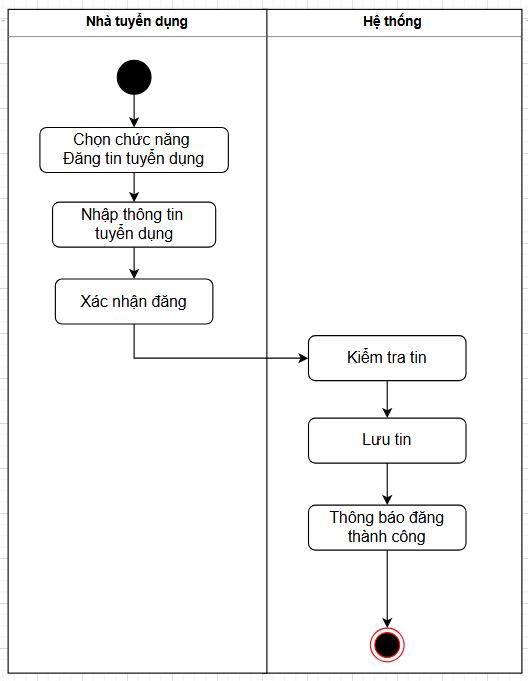 Nhà tuyển dụng
Hệ thống
Chọn chức năng
Đăng tin tuyển dụng
Nhập thông tin
tuyển dụng
Xác nhận đăng
Kiểm tra tin
Lưu tin
Thông báo đăng
thành công